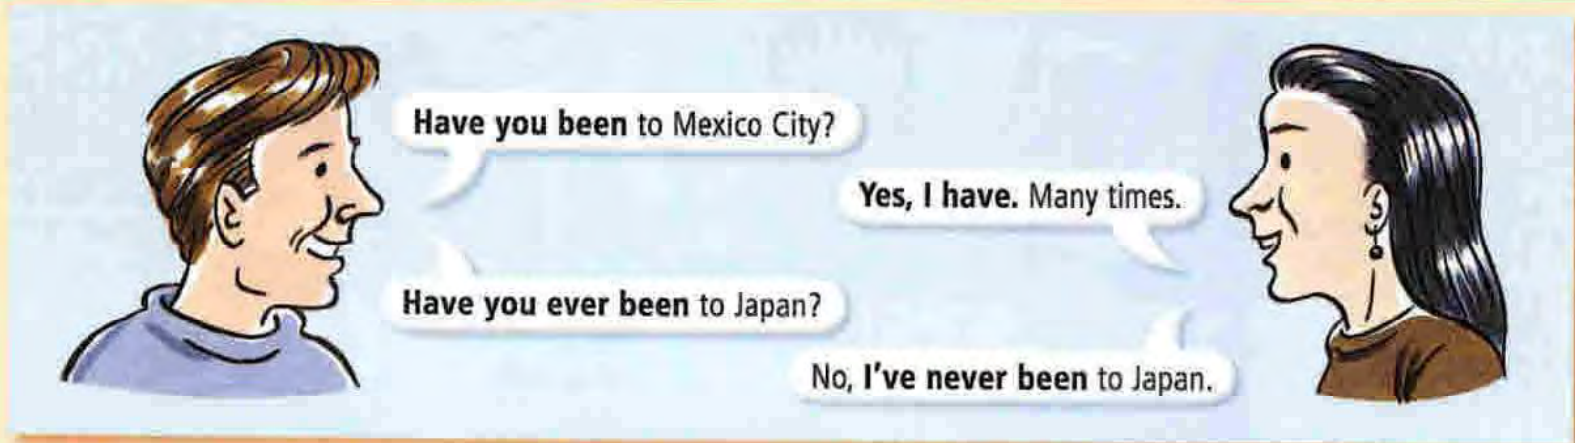 Have you been to Mexico City?
Yes, I have. Many times.
Have you ever been to Japan?
No, I've never been to Japan.